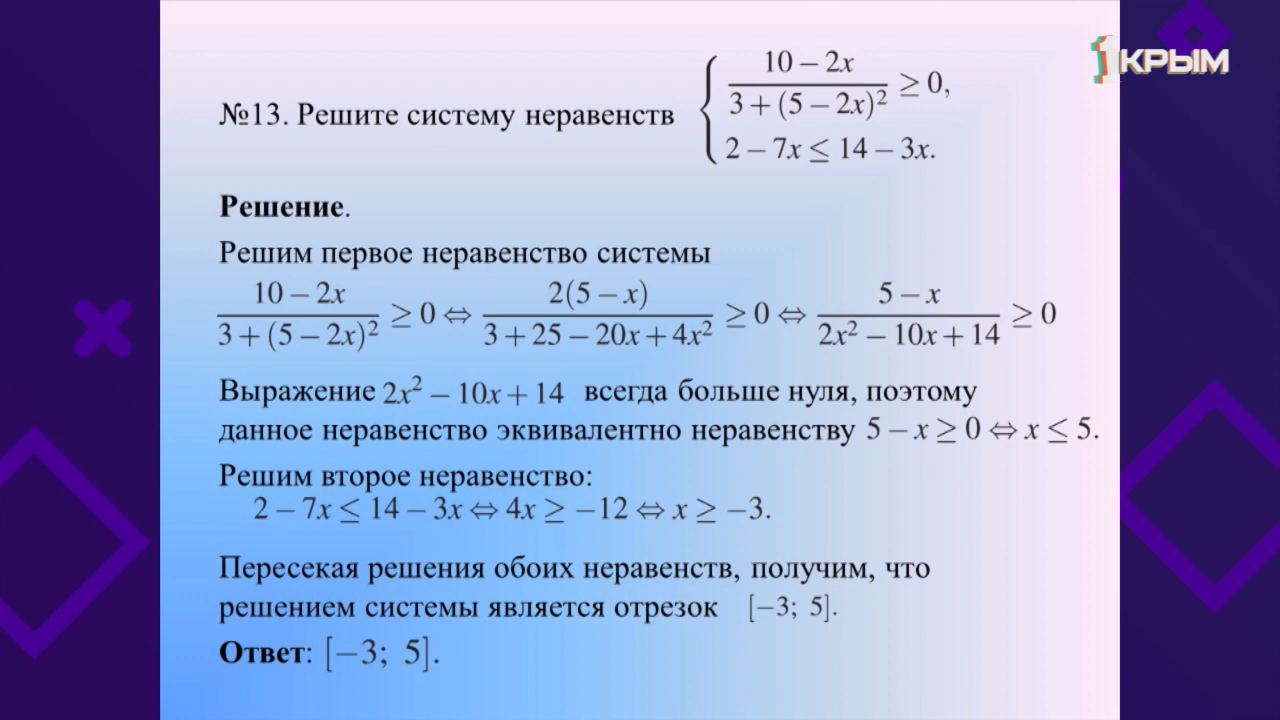 1КРЫМ
№13. Решите систему неравенств { (10 − 2x)/(3 + (5 − 2x)²) ≥ 0,
2 − 7x ≤ 14 − 3x.
Решение.
Решим первое неравенство системы
(10 − 2x)/(3 + (5 − 2x)²) ≥ 0 ⇔ 2(5 − x)/(3 + 25 − 20x + 4x²) ≥ 0 ⇔ (5 − x)/(2x² − 10x + 14) ≥ 0
Выражение 2x² − 10x + 14 всегда больше нуля, поэтому
данное неравенство эквивалентно неравенству 5 − x ≥ 0 ⇔ x ≤ 5.
Решим второе неравенство:
2 − 7x ≤ 14 − 3x ⇔ 4x ≥ −12 ⇔ x ≥ −3.
Пересекая решения обоих неравенств, получим, что
решением системы является отрезок [−3; 5].
Ответ: [−3; 5].